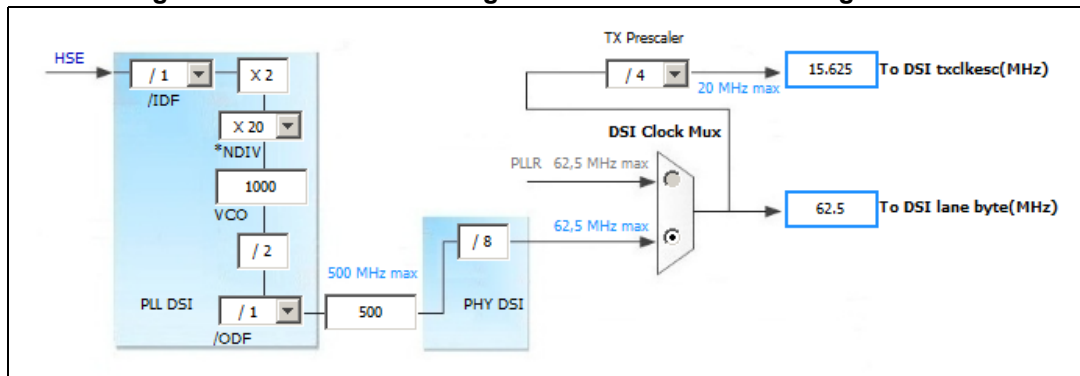 HSE
/ 1
/IDF
X 2
X 20
*NDIV
1000
VCO
/ 2
PLL DSI
/ 1
/ODF
500 MHz max
500
/ 8
PHY DSI
TX Prescaler
/ 4
20 MHz max
15.625
To DSI txclkesc(MHz)
DSI Clock Mux
PLLR 62,5 MHz max
62,5 MHz max
62.5
To DSI lane byte(MHz)